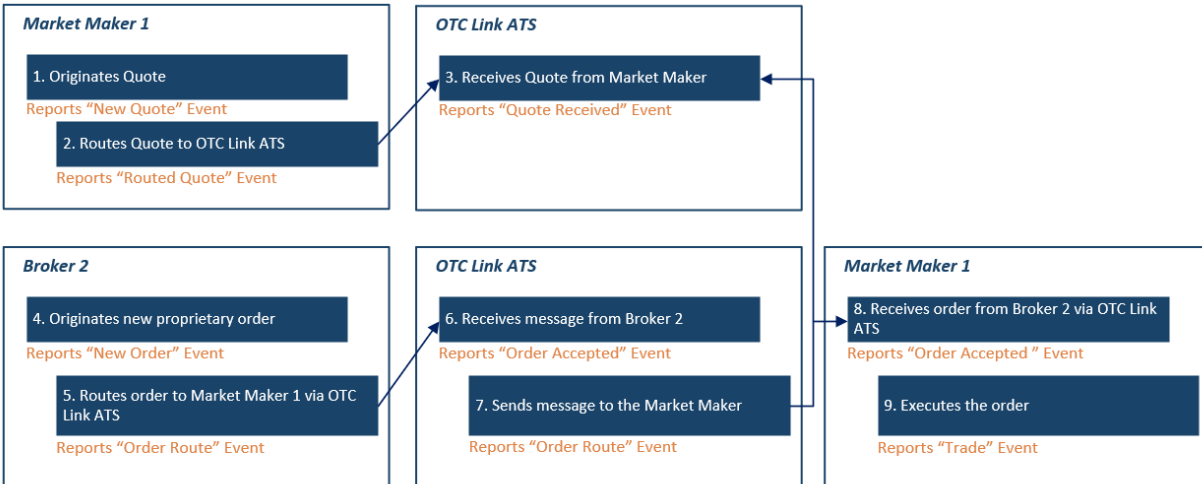 Market Maker 1
1. Originates Quote
Reports “New Quote” Event
2. Routes Quote to OTC Link ATS
Reports “Routed Quote” Event
OTC Link ATS
3. Receives Quote from Market Maker
Reports “Quote Received” Event
Broker 2
4. Originates new proprietary order
Reports “New Order” Event
5. Routes order to Market Maker 1 via OTC
Link ATS
Reports “Order Route” Event
OTC Link ATS
6. Receives message from Broker 2
Reports “Order Accepted” Event
7. Sends message to the Market Maker
Reports “Order Route” Event
Market Maker 1
8. Receives order from Broker 2 via OTC Link
ATS
Reports “Order Accepted ” Event
9. Executes the order
Reports “Trade” Event